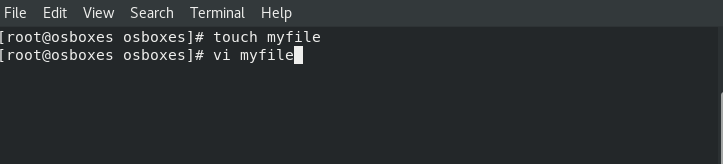 File Edit View Search Terminal Help
[root@osboxes osboxes]# touch myfile
[root@osboxes osboxes]# vi myfile